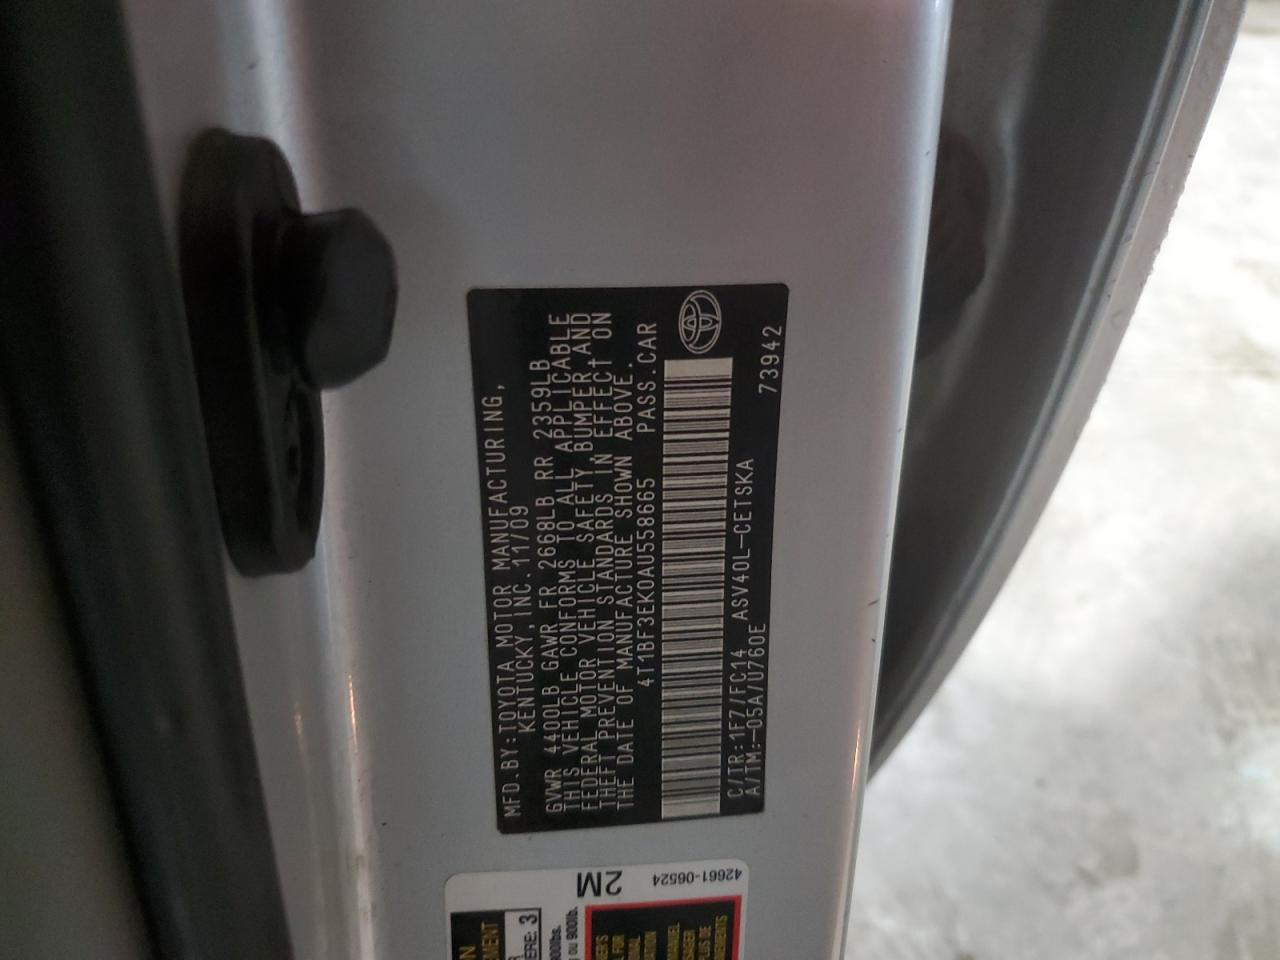 MFD.BY:TOYOTA MOTOR MANUFACTURING,
KENTUCKY,INC.11/09
GVWR 4400LB GAWR FR 2668LB RR 2359LB
THIS VEHICLE CONFORMS TO ALL APPLICABLE
FEDERAL MOTOR VEHICLE SAFETY,BUMPER,AND
THEFT PREVENTION STANDARDS IN EFFECT ON
THE DATE OF MANUFACTURE SHOWN ABOVE.
4T1BF3EK0AU558665 PASS.CAR
C/TR:1F7/FC14 ASV40L-CETSKA 73942
A/TM:-05A/U760E
42661-06524
2M